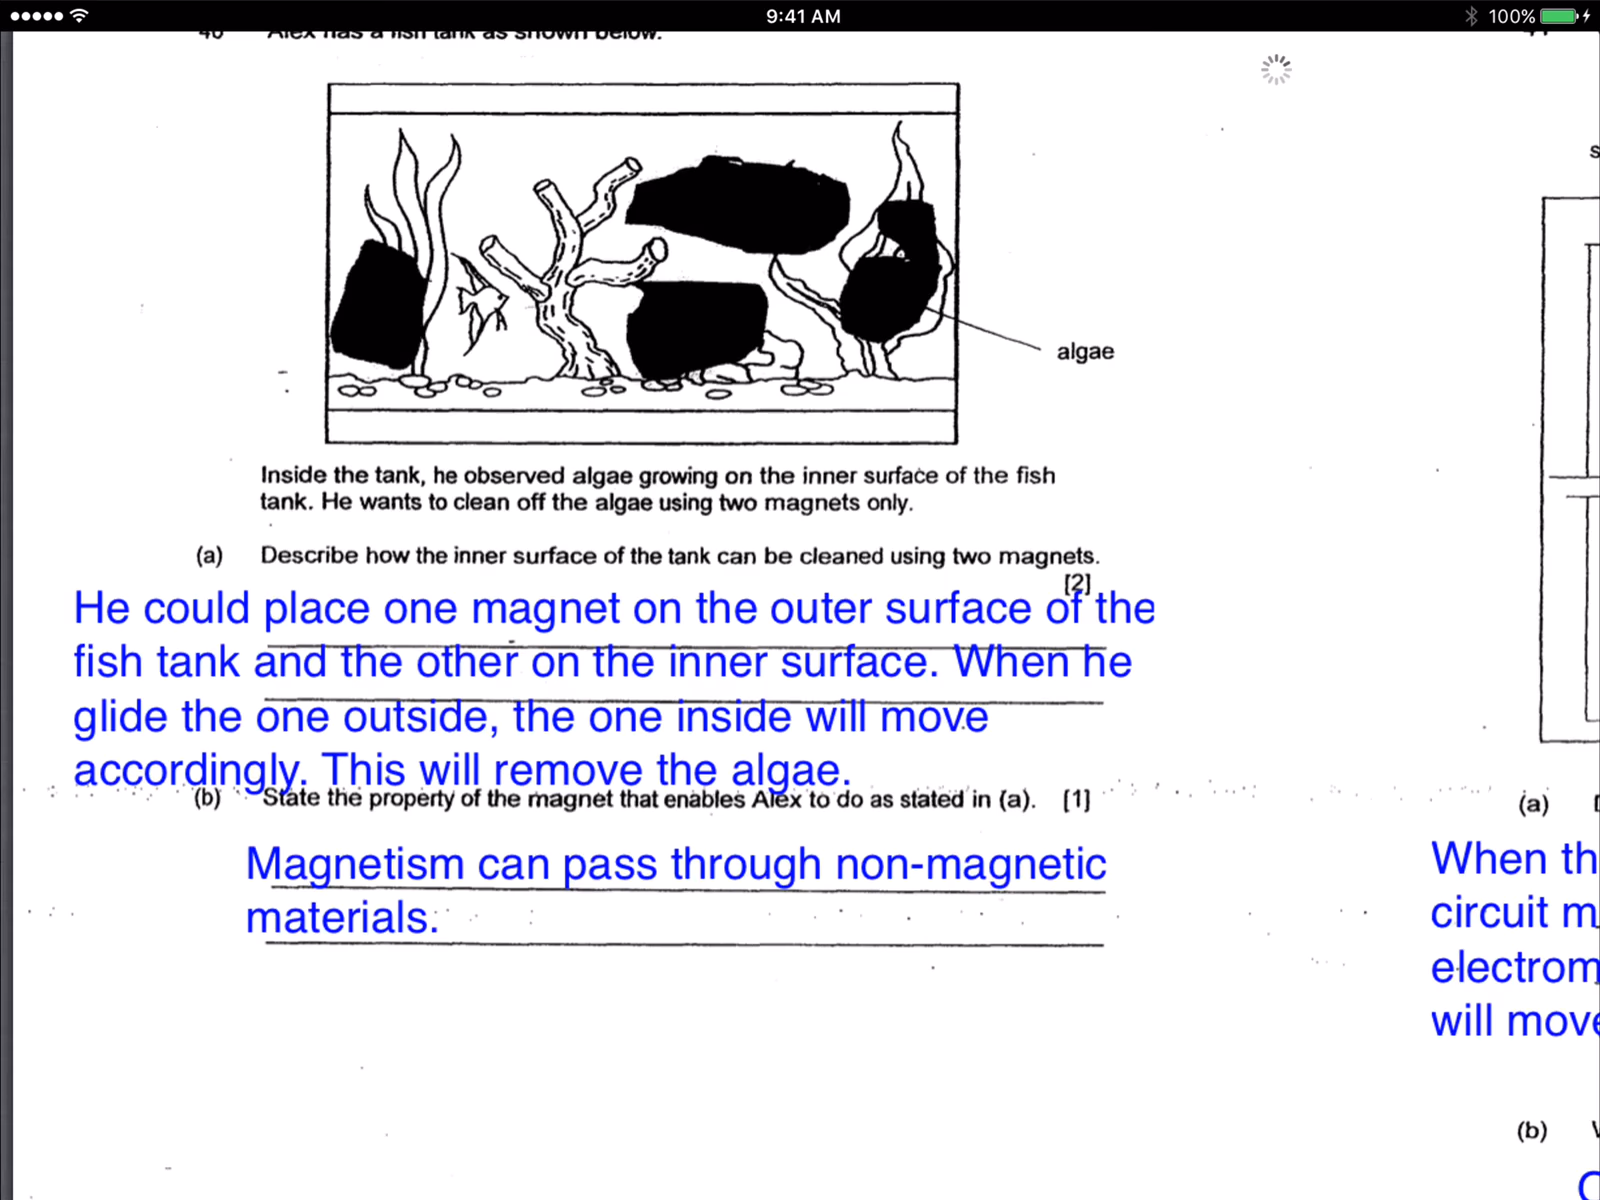 9:41 AM
100%
40 Alex has a fish tank as shown below.
algae
Inside the tank, he observed algae growing on the inner surface of the fish
tank. He wants to clean off the algae using two magnets only.
(a) Describe how the inner surface of the tank can be cleaned using two magnets.
[2]
He could place one magnet on the outer surface of the
fish tank and the other on the inner surface. When he
glide the one outside, the one inside will move
accordingly. This will remove the algae.
(b) State the property of the magnet that enables Alex to do as stated in (a). [1]
Magnetism can pass through non-magnetic
materials.
(a)
When th
circuit m
electrom
will move
(b)